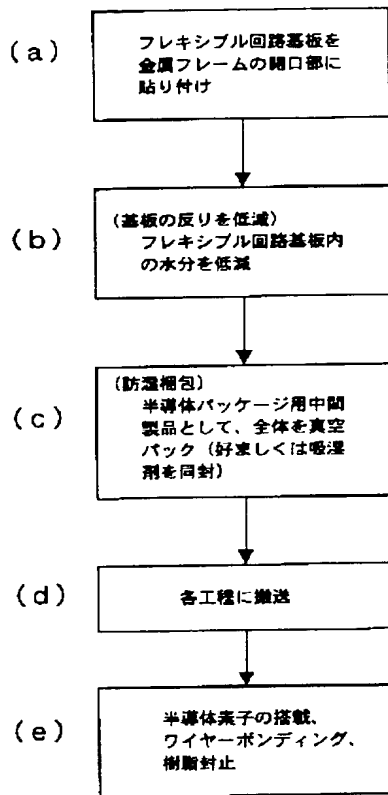 (a)
フレキシブル回路基板を
金属フレームの開口部に
貼り付け
(b)
(基板の反りを低減)
フレキシブル回路基板内
の水分を低減
(c)
(防湿梱包)
半導体パッケージ用中間
製品として、全体を真空
パック (好ましくは吸湿
剤を同封)
(d)
各工程に搬送
(e)
半導体素子の搭載、
ワイヤーボンディング、
樹脂封止